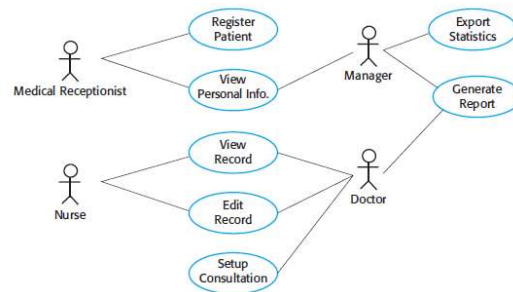 Register
Patient
Export
Statistics
Medical Receptionist
View
Personal Info.
Manager
Generate
Report
View
Record
Nurse
Edit
Record
Doctor
Setup
Consultation